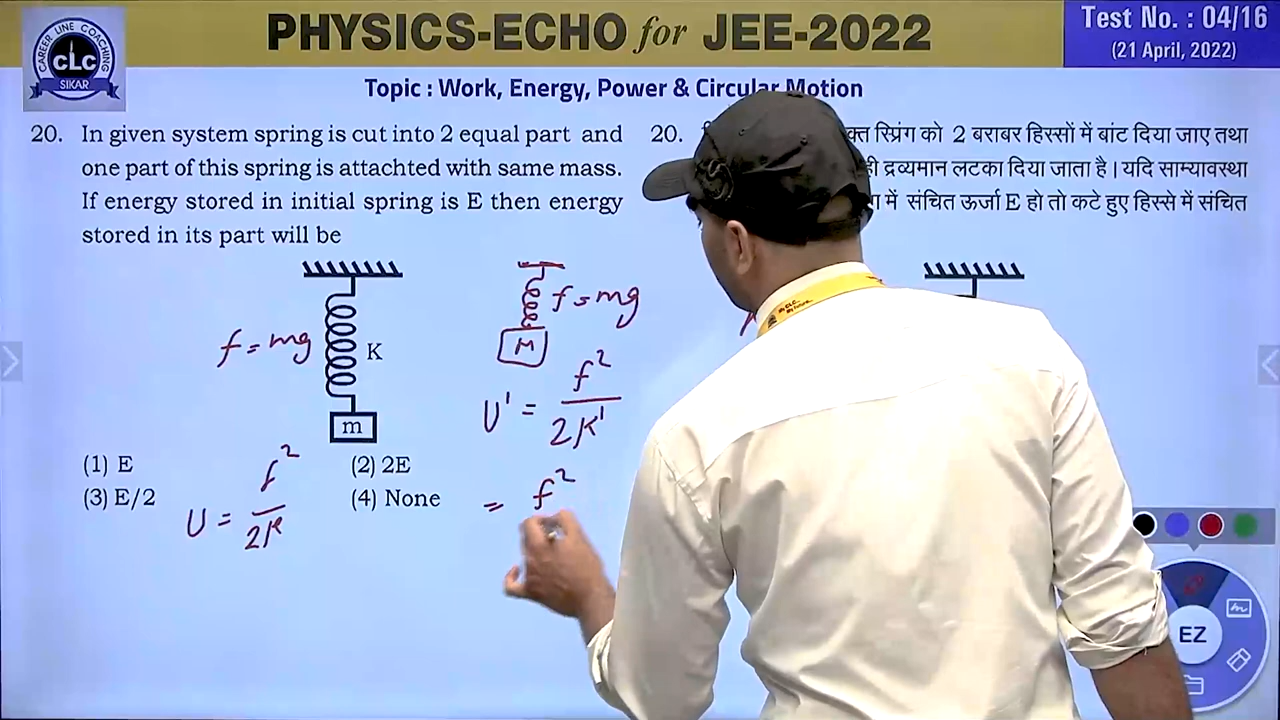 PHYSICS-ECHO for JEE-2022
Test No. : 04/16
(21 April, 2022)
CAREER LINE COACHING
CLC
SIKAR
Topic : Work, Energy, Power & Circular Motion
20. In given system spring is cut into 2 equal part and
one part of this spring is attachted with same mass.
If energy stored in initial spring is E then energy
stored in its part will be
f = mg
K
m
(1) E
(2) 2E
(3) E/2
(4) None
U = f²/2K
f = mg
M
U' = f²/2K'
= f²
20.
स्प्रिंग को 2 बराबर हिस्सों में बांट दिया जाए तथा
ही द्रव्यमान लटका दिया जाता है। यदि साम्यावस्था
में संचित ऊर्जा E हो तो कटे हुए हिस्से में संचित
CLC
EZ